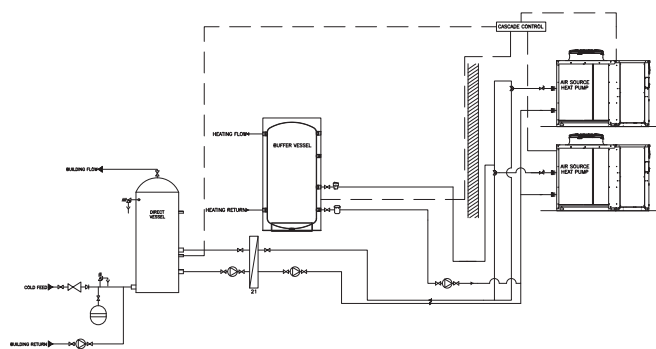 CASCADE CONTROL
AIR SOURCE
HEAT PUMP
HEATING FLOW
BUFFER VESSEL
AIR SOURCE
HEAT PUMP
BUILDING FLOW
HEATING RETURN
DIRECT
VESSEL
COLD FEED
21
BUILDING RETURN